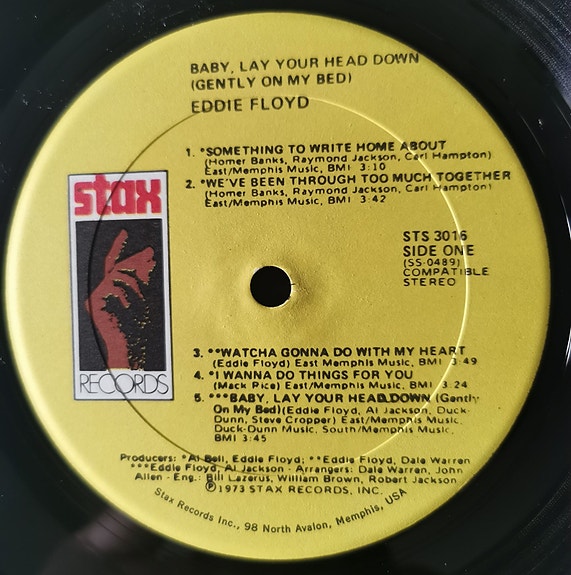 BABY, LAY YOUR HEAD DOWN
(GENTLY ON MY BED)
EDDIE FLOYD
1. *SOMETHING TO WRITE HOME ABOUT
(Homer Banks, Raymond Jackson, Carl Hampton)
East/Memphis Music, BMI 3:10
2. *WE'VE BEEN THROUGH TOO MUCH TOGETHER
(Homer Banks, Raymond Jackson, Carl Hampton)
East/Memphis Music, BMI 3:42
stax
RECORDS
STS 3016
SIDE ONE
(SS-0489)
COMPATIBLE
STEREO
3. **WATCHA GONNA DO WITH MY HEART
(Eddie Floyd) East Memphis Music, BMI 3:49
4. *I WANNA DO THINGS FOR YOU
(Mack Rice) East/Memphis Music, BMI 3:24
5. ***BABY, LAY YOUR HEAD DOWN (Gently
On My Bed)(Eddie Floyd, Al Jackson, Duck-
Dunn, Steve Cropper) East/Memphis Music,
Duck-Dunn Music, South/Memphis Music,
BMI 3:45
Producers: *Al Bell, Eddie Floyd; **Eddie Floyd, Dale Warren
***Eddie Floyd, Al Jackson - Arrangers: Dale Warren, John
Allen - Eng.: Bill Lazerus, William Brown, Robert Jackson
Ⓟ1973 STAX RECORDS, INC.
Stax Records Inc., 98 North Avalon, Memphis, USA